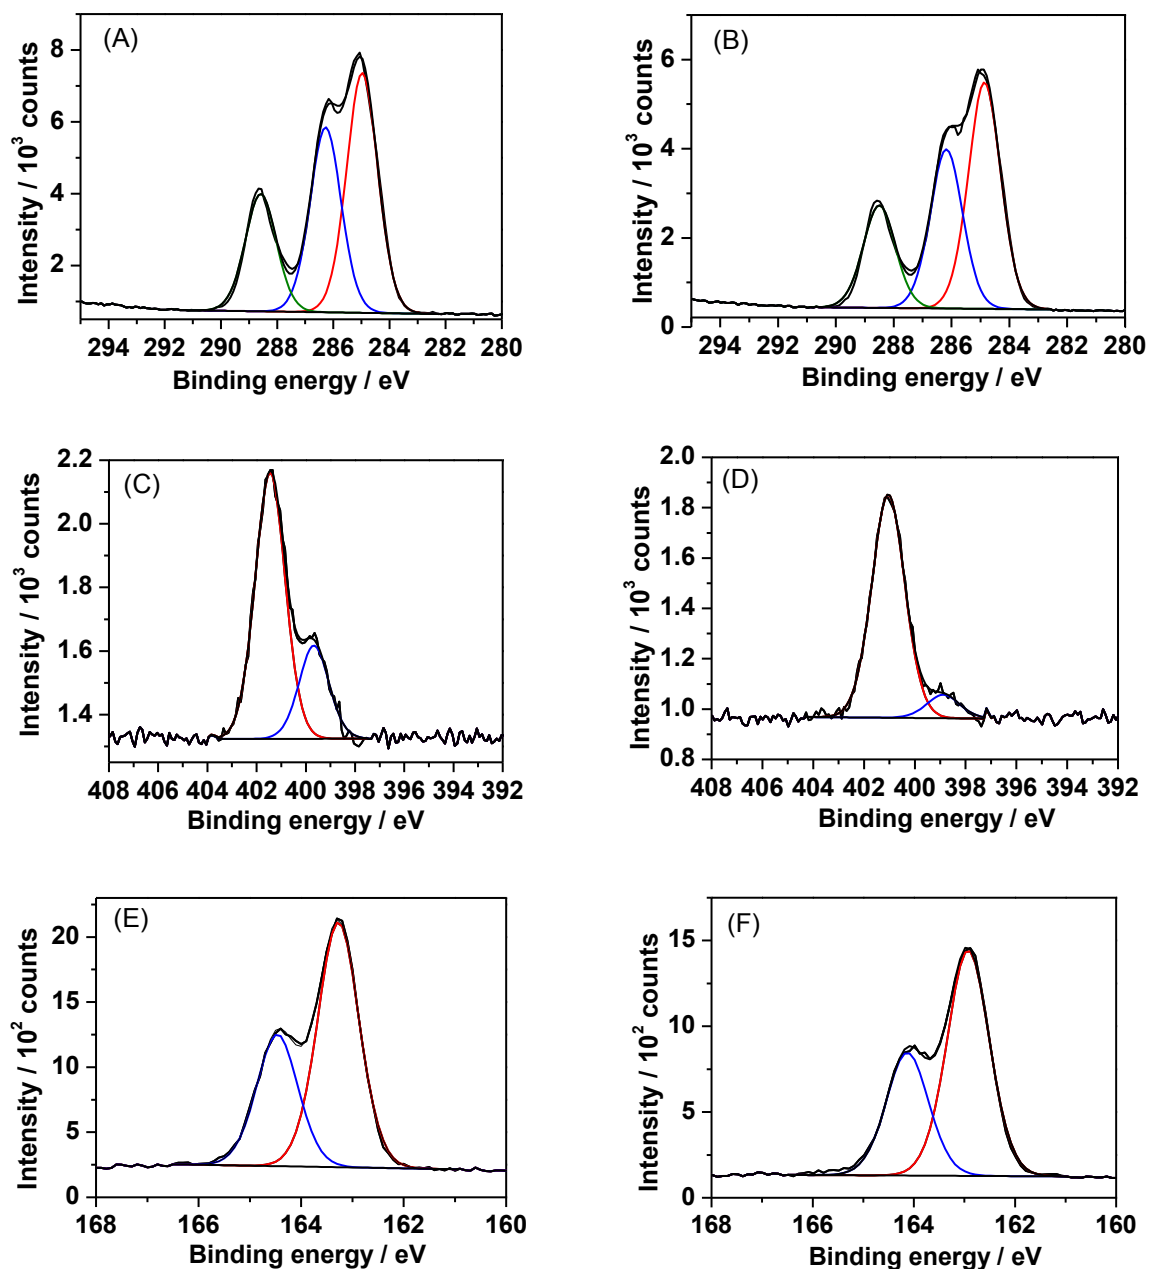 (A)
Intensity / 10³ counts
8
6
4
2
294 292 290 288 286 284 282 280
Binding energy / eV
(B)
Intensity / 10³ counts
6
4
2
0
294 292 290 288 286 284 282 280
Binding energy / eV
(C)
Intensity / 10³ counts
2.2
2.0
1.8
1.6
1.4
408 406 404 402 400 398 396 394 392
Binding energy / eV
(D)
Intensity / 10³ counts
2.0
1.8
1.6
1.4
1.2
1.0
0.8
408 406 404 402 400 398 396 394 392
Binding energy / eV
(E)
Intensity / 10² counts
20
15
10
5
0
168 166 164 162 160
Binding energy / eV
(F)
Intensity / 10² counts
15
10
5
0
168 166 164 162 160
Binding energy / eV